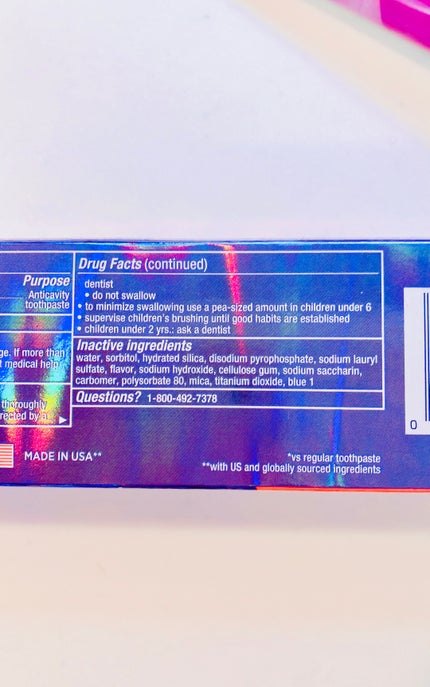 Purpose
Anticavity
toothpaste
ge. If more than
t medical help
thoroughly
rected by a
MADE IN USA**
Drug Facts (continued)
dentist
• do not swallow
• to minimize swallowing use a pea-sized amount in children under 6
• supervise children's brushing until good habits are established
• children under 2 yrs.: ask a dentist
Inactive ingredients
water, sorbitol, hydrated silica, disodium pyrophosphate, sodium lauryl
sulfate, flavor, sodium hydroxide, cellulose gum, sodium saccharin,
carbomer, polysorbate 80, mica, titanium dioxide, blue 1
Questions? 1-800-492-7378
*vs regular toothpaste
**with US and globally sourced ingredients
0